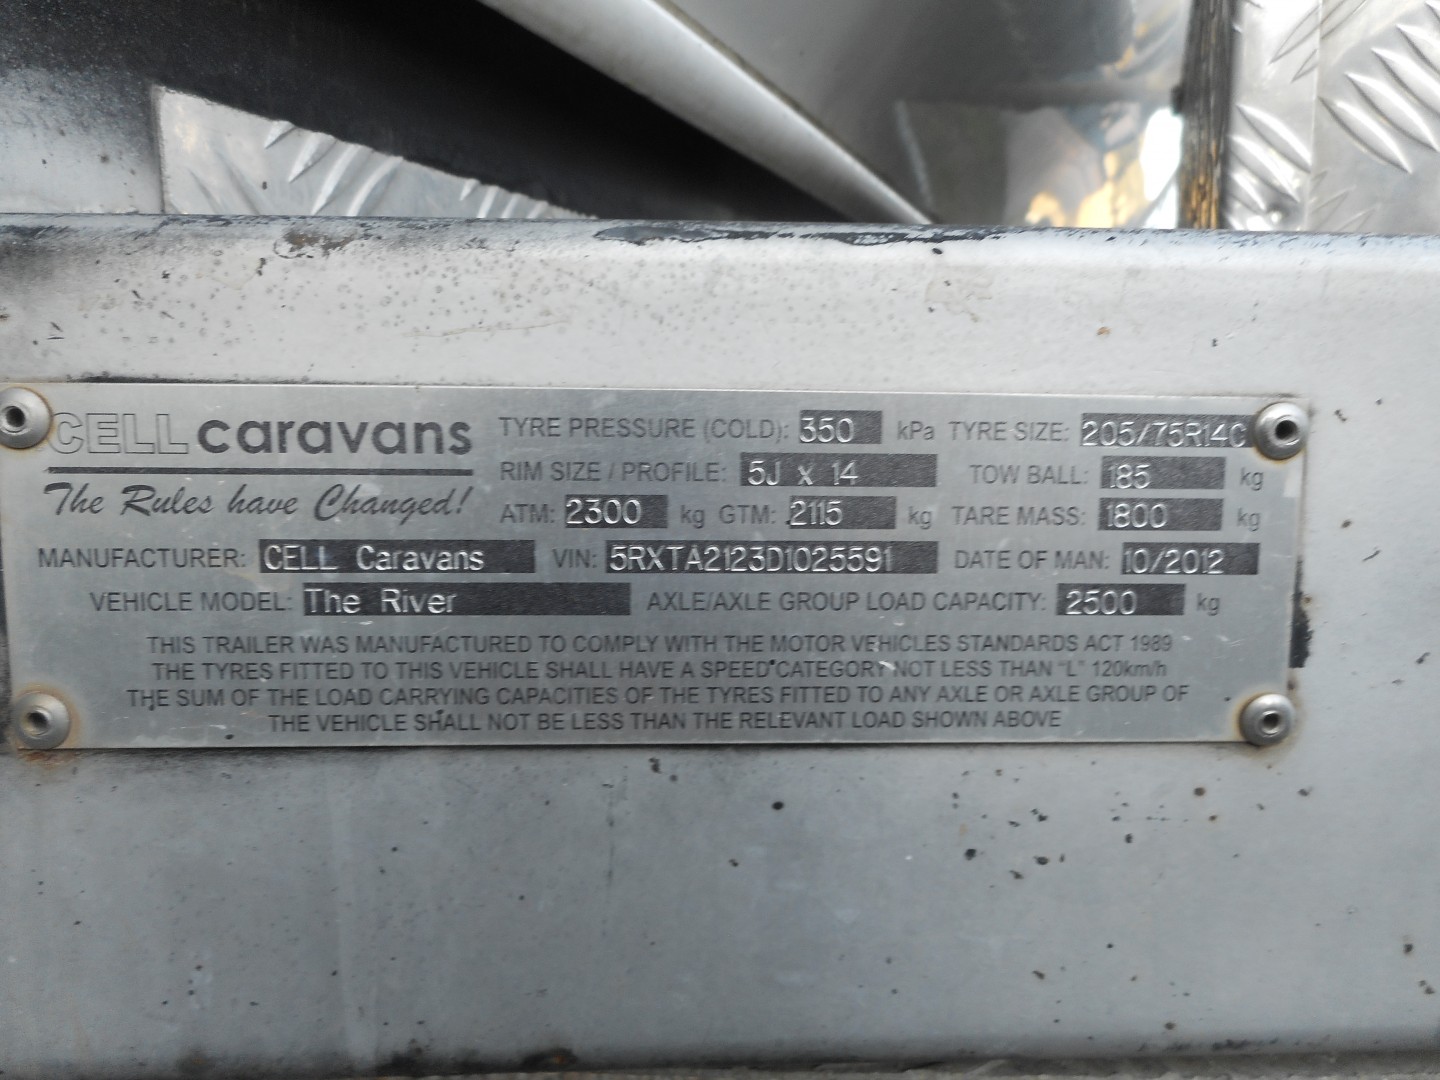 CELL caravans
The Rules have Changed!
TYRE PRESSURE (COLD): 350 kPa TYRE SIZE: 205/75R14C
RIM SIZE / PROFILE: 5J x 14 TOW BALL: 185 kg
ATM: 2300 kg GTM: 2115 kg TARE MASS: 1800 kg
MANUFACTURER: CELL Caravans VIN: 5RXTA2123D1025591 DATE OF MAN: 10/2012
VEHICLE MODEL: The River AXLE/AXLE GROUP LOAD CAPACITY: 2500 kg
THIS TRAILER WAS MANUFACTURED TO COMPLY WITH THE MOTOR VEHICLES STANDARDS ACT 1989
THE TYRES FITTED TO THIS VEHICLE SHALL HAVE A SPEED CATEGORY NOT LESS THAN "L" 120km/h
THE SUM OF THE LOAD CARRYING CAPACITIES OF THE TYRES FITTED TO ANY AXLE OR AXLE GROUP OF
THE VEHICLE SHALL NOT BE LESS THAN THE RELEVANT LOAD SHOWN ABOVE